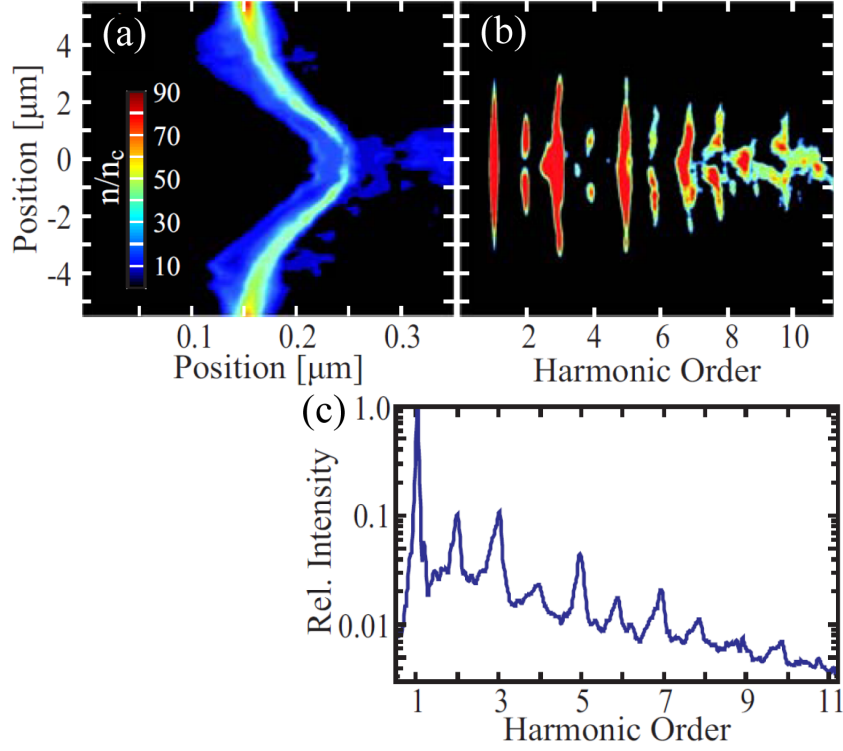 (a)
(b)
Position [μm]
4
2
0
-2
-4
n/n_c
90
70
50
30
10
0.1 0.2 0.3
Position [μm]
2 4 6 8 10
Harmonic Order
(c)
Rel. Intensity
1.0
0.1
0.01
1 3 5 7 9 11
Harmonic Order